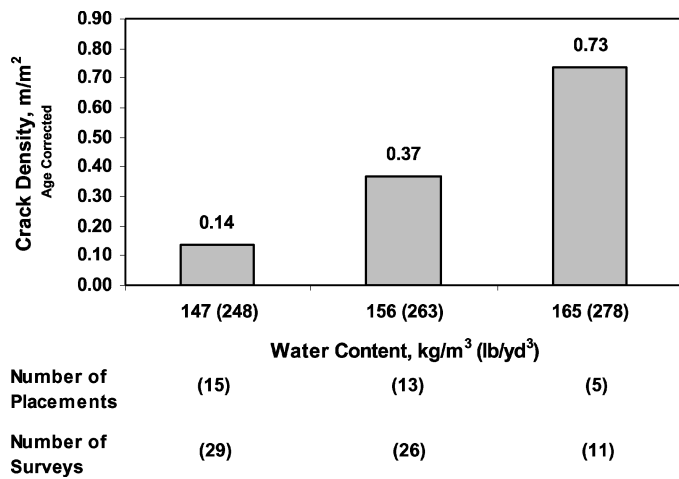 0.90
0.80
0.70
0.60
0.50
0.40
0.30
0.20
0.10
0.00
Crack Density, m/m²
Age Corrected
0.14
0.37
0.73
147 (248) 156 (263) 165 (278)
Water Content, kg/m³ (lb/yd³)
Number of
Placements
(15) (13) (5)
Number of
Surveys
(29) (26) (11)